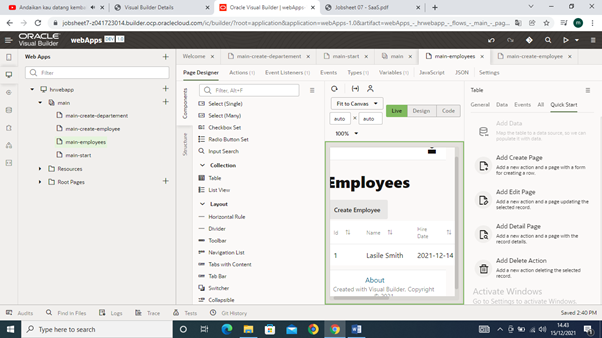 Andaikan kau datang kemb
Visual Builder Details
Oracle Visual Builder | webApps
Jobsheet 07 - SaaS.pdf
jobsheet7-z041723014.builder.ocp.oraclecloud.com/ic/builder/?root=application&application=webApps-1.0&artifact=webApps_-_hrwebapp_-_flows_-_main_-_pag...
ORACLE
Visual Builder
webApps
DEV
1.0
Web Apps
Welcome
main-create-departement
main-start
main
main-employees
main-create-employee
Filter
Page Designer
Actions (1)
Event Listeners (1)
Events
Types (1)
Variables (1)
JavaScript
JSON
Settings
hrwebapp
main
main-create-departement
main-create-employee
main-employees
main-start
Resources
Root Pages
Components
Structure
Filter, Alt+F
Select (Single)
Select (Many)
Checkbox Set
Radio Button Set
Input Search
Collection
Table
List View
Layout
Horizontal Rule
Divider
Toolbar
Navigation List
Tabs with Content
Tab Bar
Switcher
Collapsible
Fit to Canvas
auto
×
auto
100%
Live
Design
Code
Employees
Create Employee
Id
Name
Hire
Date
1
Lasile Smith
2021-12-14
About
Created with Visual Builder. Copyright
© 2021
Table
General
Data
Events
All
Quick Start
Add Data
Map the table to a data source, so we can
populate it with data.
Add Create Page
Add a new action and a page with a form
for creating a row.
Add Edit Page
Add a new action and a page updating the
selected record.
Add Detail Page
Add a new action and a page with the
record details.
Add Delete Action
Add a new action deleting the selected
record.
Activate Windows
Go to Settings to activate Windows.
Audits
Find in Files
Logs
Trace
Tests
Git History
Saved 2:40 PM
Type here to search
14.43
15/12/2021